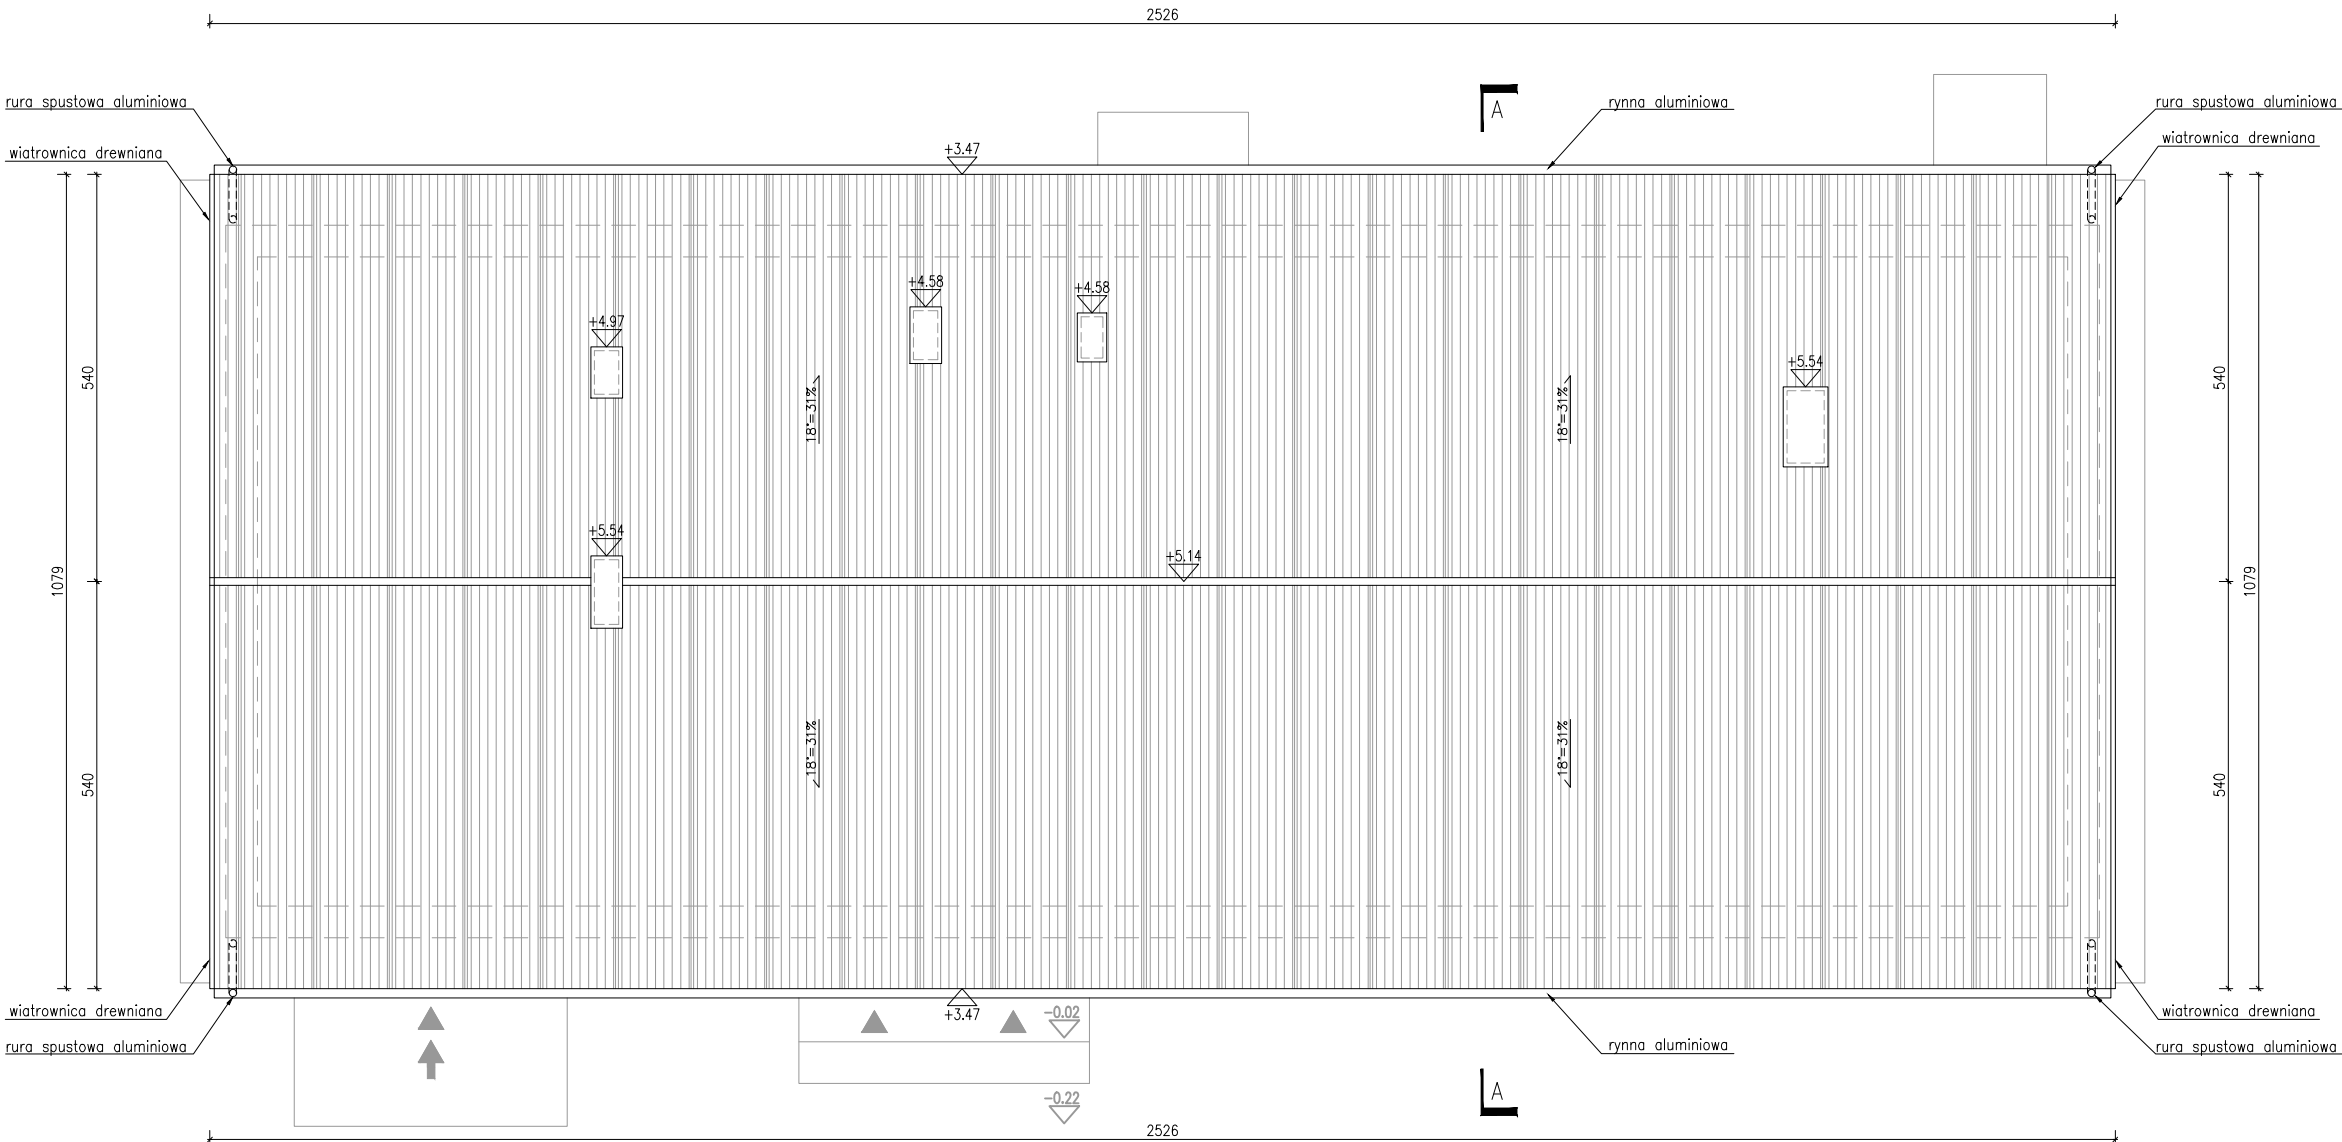 2526
rura spustowa aluminiowa
A
rynna aluminiowa
rura spustowa aluminiowa
wiatrownica drewniana
+3.47
wiatrownica drewniana
+4.58
+4.58
+4.97
+5.54
540
18°=31%
18°=31%
540
+5.54
+5.14
1079
1079
18°=31%
18°=31%
540
540
wiatrownica drewniana
+3.47
-0.02
wiatrownica drewniana
rura spustowa aluminiowa
rynna aluminiowa
rura spustowa aluminiowa
A
-0.22
2526